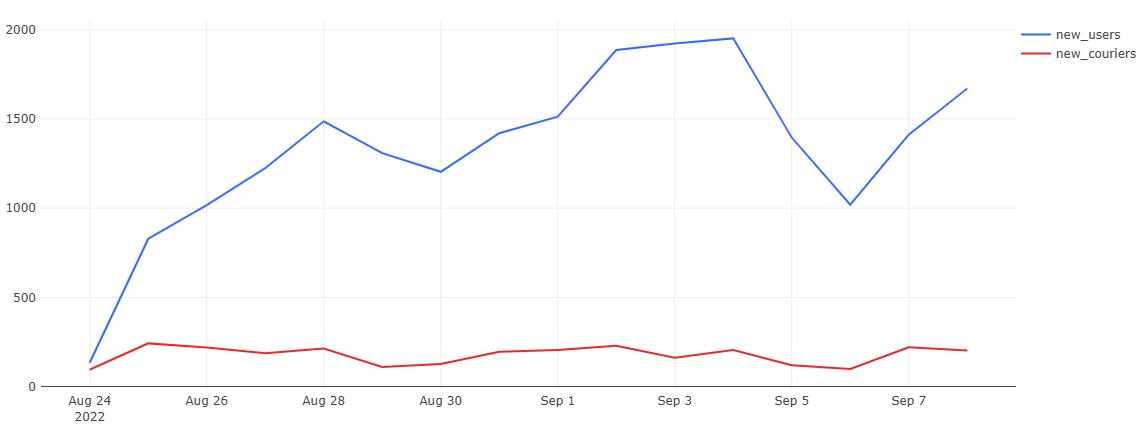 2000
1500
1000
500
0
Aug 24
2022
Aug 26
Aug 28
Aug 30
Sep 1
Sep 3
Sep 5
Sep 7
new_users
new_couriers